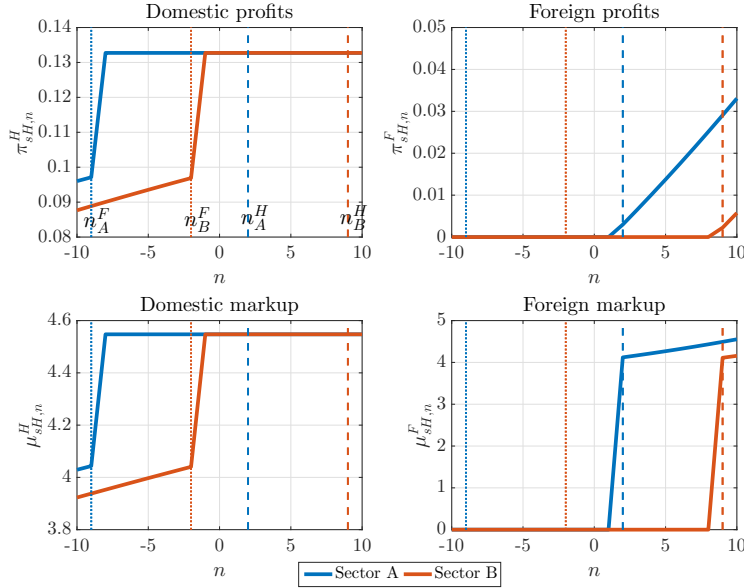 Domestic profits
0.14
0.13
0.12
0.11
0.1
0.09
0.08
π^H_{sH,n}
n^F_A
n^F_B
n^H_A
n^H_B
-10 -5 0 5 10
n
Foreign profits
0.05
0.04
0.03
0.02
0.01
0
π^F_{sH,n}
-10 -5 0 5 10
n
Domestic markup
4.6
4.4
4.2
4
3.8
μ^H_{sH,n}
-10 -5 0 5 10
n
Foreign markup
5
4
3
2
1
0
μ^F_{sH,n}
-10 -5 0 5 10
n
Sector A Sector B